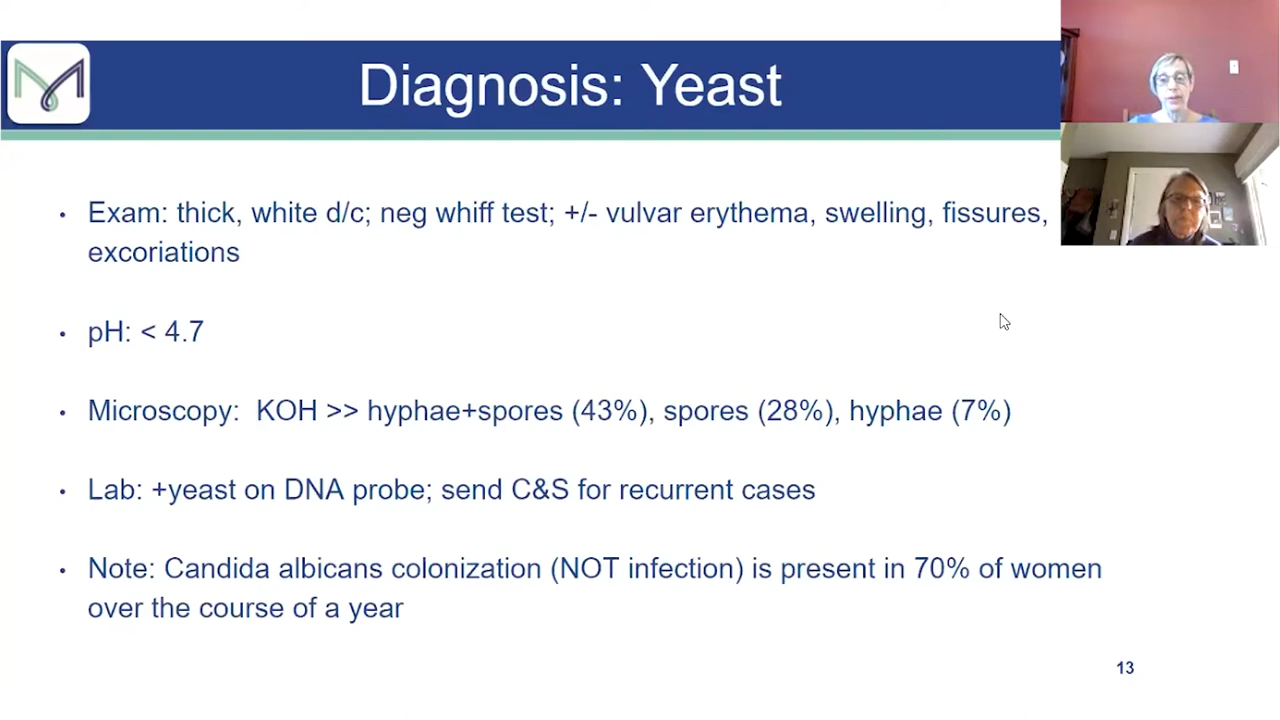 Diagnosis: Yeast
• Exam: thick, white d/c; neg whiff test; +/- vulvar erythema, swelling, fissures,
excoriations
• pH: < 4.7
• Microscopy: KOH >> hyphae+spores (43%), spores (28%), hyphae (7%)
• Lab: +yeast on DNA probe; send C&S for recurrent cases
• Note: Candida albicans colonization (NOT infection) is present in 70% of women
over the course of a year
13